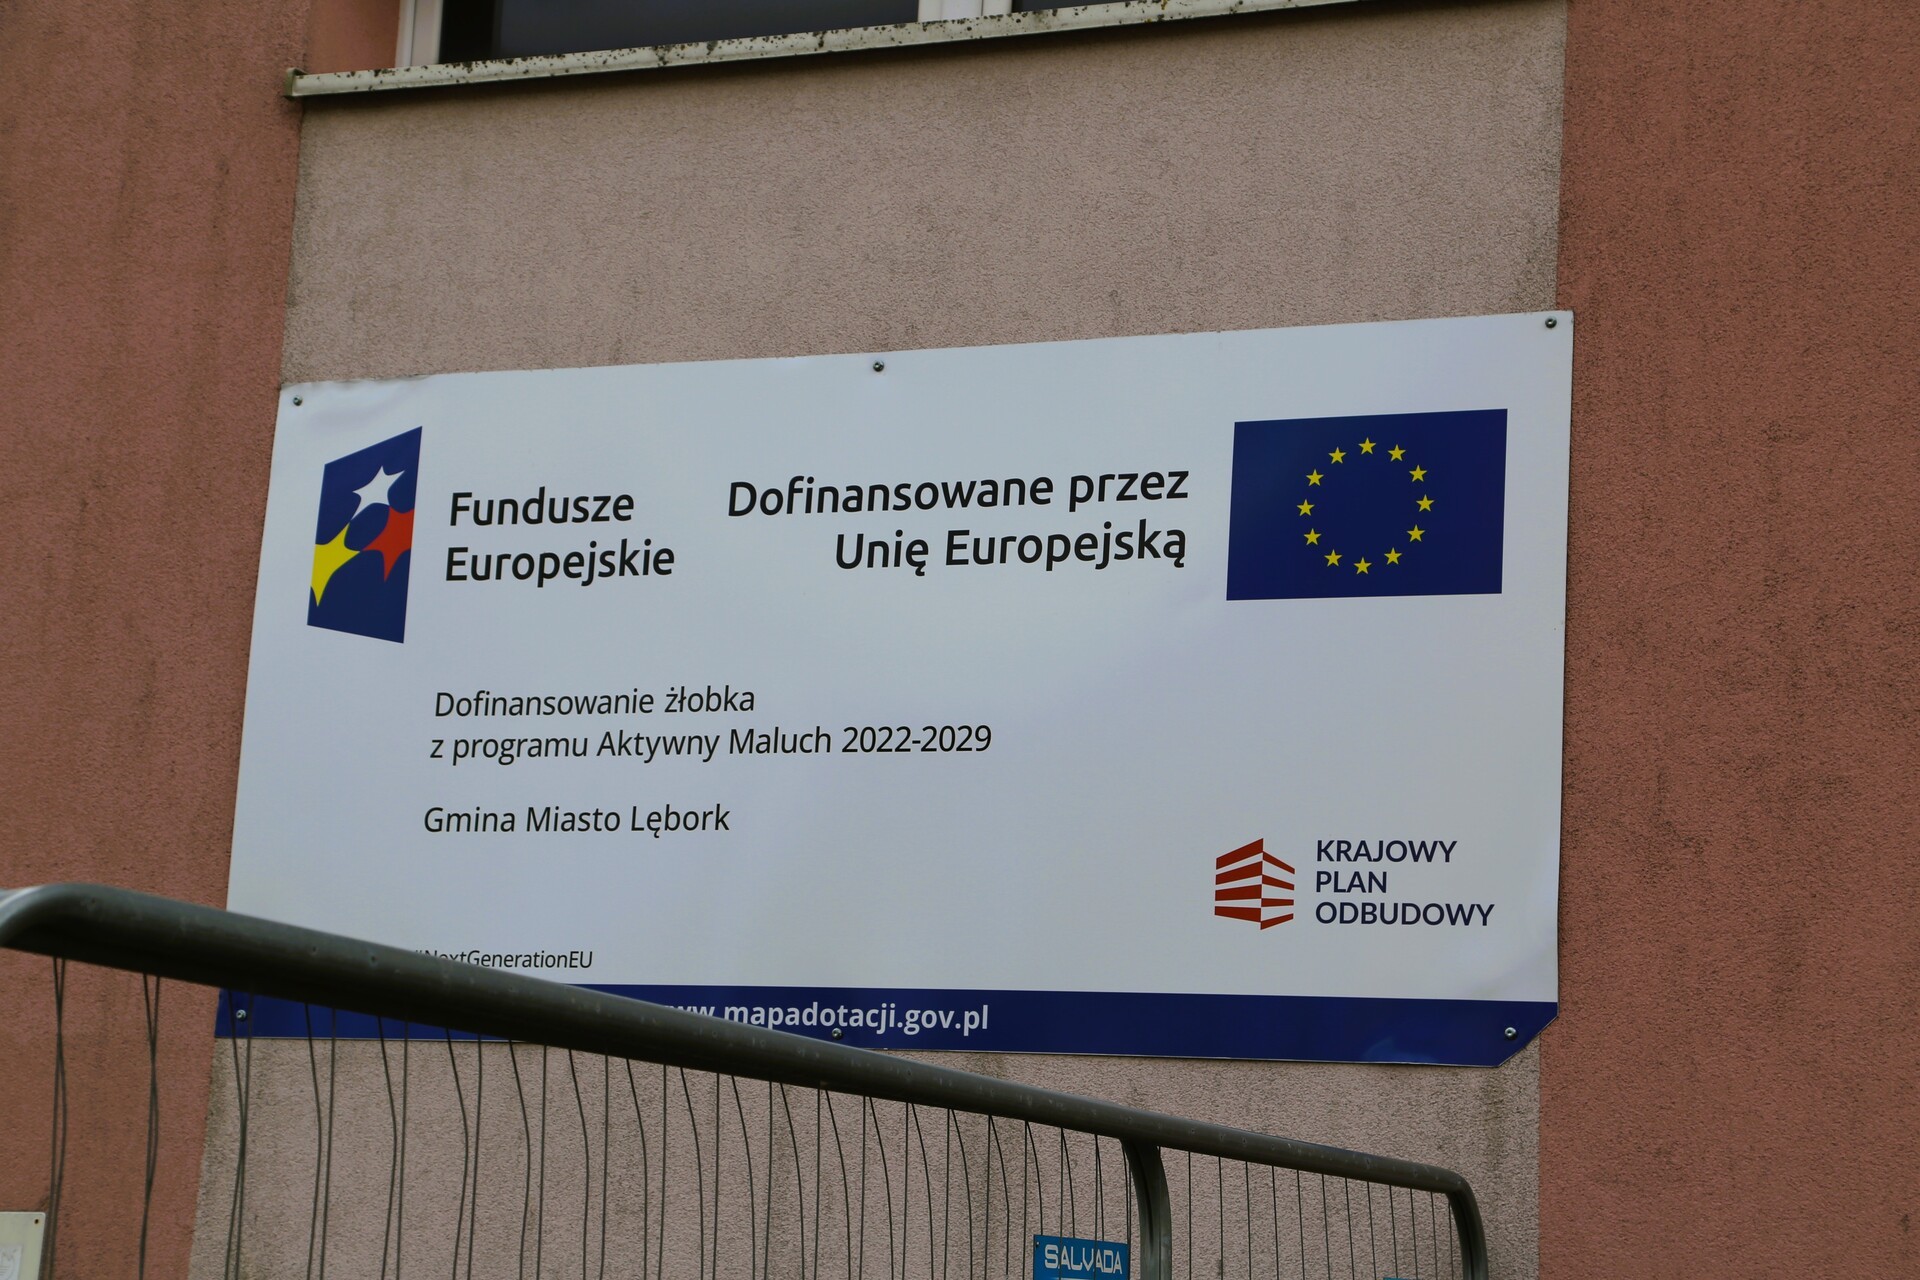 Fundusze
Europejskie
Dofinansowane przez
Unię Europejską
Dofinansowanie żłobka
z programu Aktywny Maluch 2022-2029
Gmina Miasto Lębork
KRAJOWY
PLAN
ODBUDOWY
#NextGenerationEU
www.mapadotacji.gov.pl
SALVADA